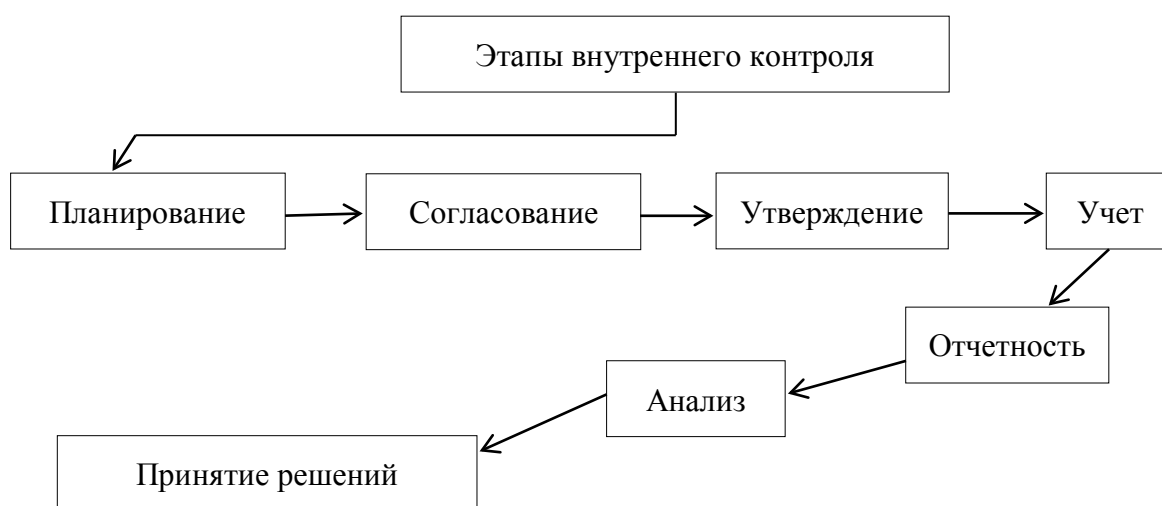 Этапы внутреннего контроля
Планирование
Согласование
Утверждение
Учет
Отчетность
Анализ
Принятие решений